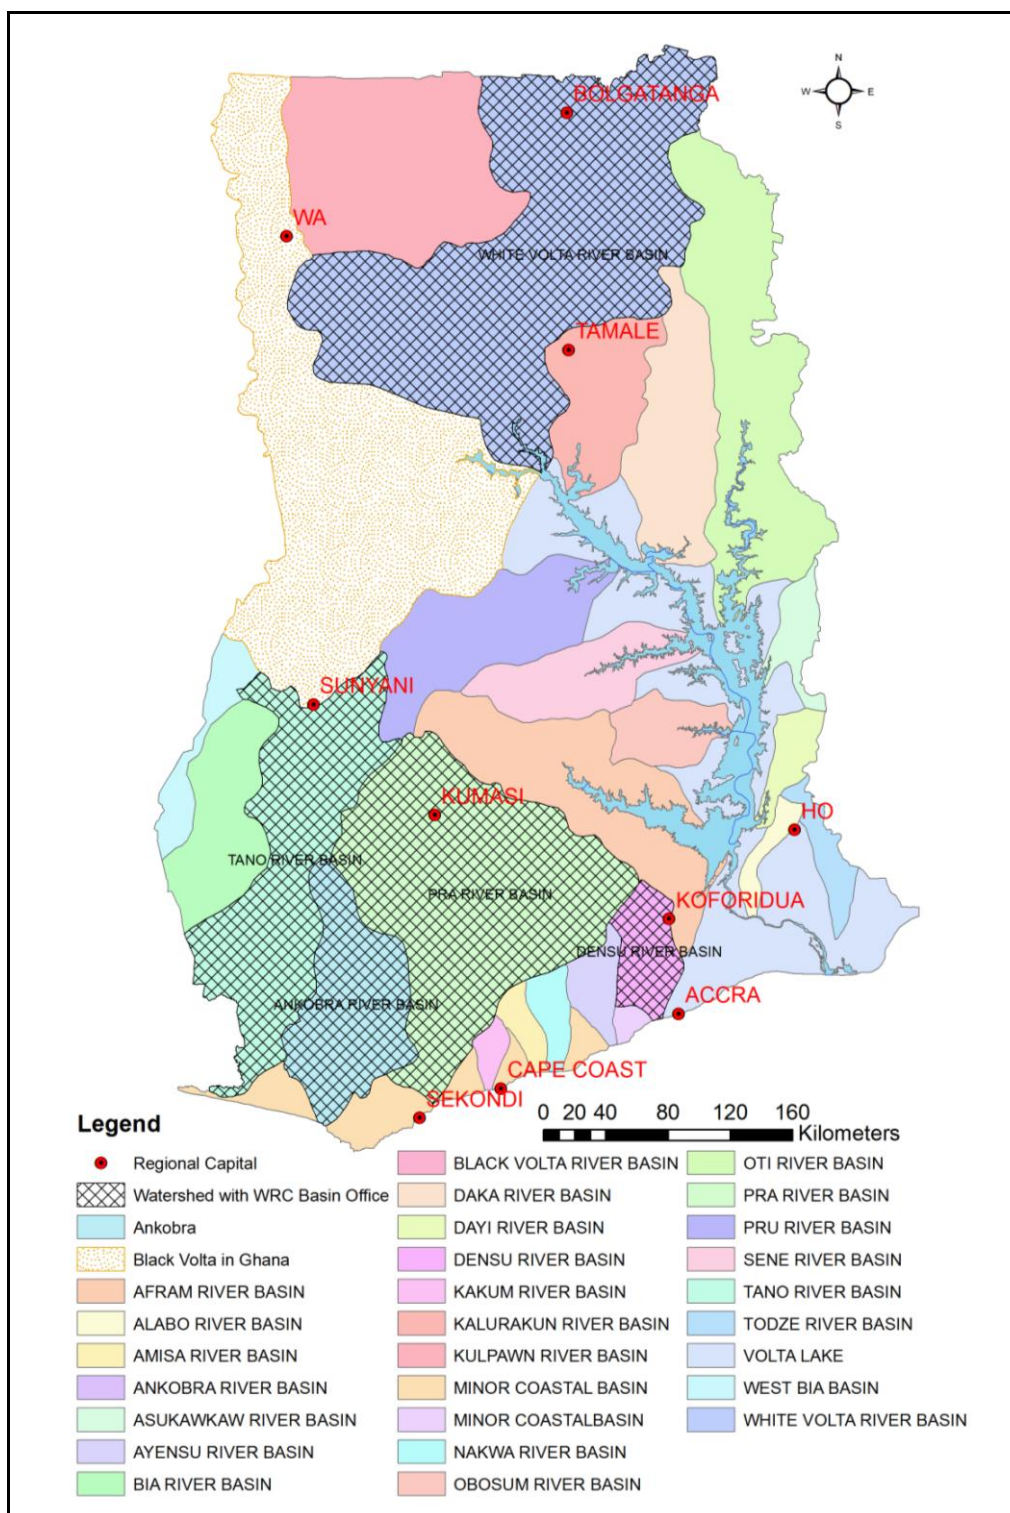 N
W E
S
BOLGATANGA
WA
WHITE VOLTA RIVER BASIN
TAMALE
SUNYANI
KUMASI
HO
TANO RIVER BASIN
PRA RIVER BASIN
KOFORIDUA
DENSU RIVER BASIN
ANKOBRA RIVER BASIN
ACCRA
CAPE COAST
SEKONDI
0 20 40 80 120 160
Kilometers
Legend
Regional Capital
Watershed with WRC Basin Office
Ankobra
Black Volta in Ghana
AFRAM RIVER BASIN
ALABO RIVER BASIN
AMISA RIVER BASIN
ANKOBRA RIVER BASIN
ASUKAWKAW RIVER BASIN
AYENSU RIVER BASIN
BIA RIVER BASIN
BLACK VOLTA RIVER BASIN
DAKA RIVER BASIN
DAYI RIVER BASIN
DENSU RIVER BASIN
KAKUM RIVER BASIN
KALURAKUN RIVER BASIN
KULPAWN RIVER BASIN
MINOR COASTAL BASIN
MINOR COASTALBASIN
NAKWA RIVER BASIN
OBOSUM RIVER BASIN
OTI RIVER BASIN
PRA RIVER BASIN
PRU RIVER BASIN
SENE RIVER BASIN
TANO RIVER BASIN
TODZE RIVER BASIN
VOLTA LAKE
WEST BIA BASIN
WHITE VOLTA RIVER BASIN